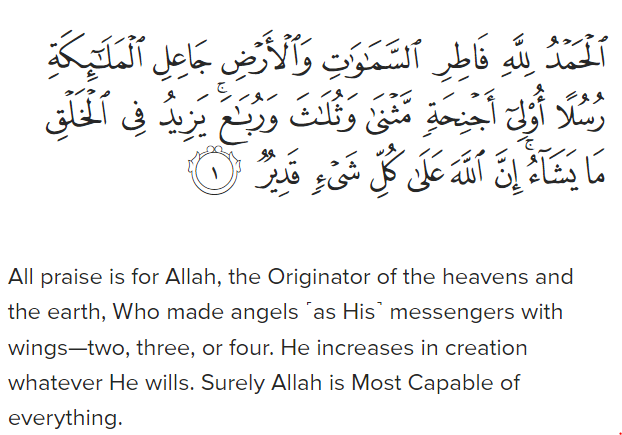 ٱلْحَمْدُ لِلَّهِ فَاطِرِ ٱلسَّمَـٰوَٰتِ وَٱلْأَرْضِ جَاعِلِ ٱلْمَلَـٰٓئِكَةِ
رُسُلًا أُو۟لِىٓ أَجْنِحَةٍ مَّثْنَىٰ وَثُلَـٰثَ وَرُبَـٰعَ ۚ يَزِيدُ فِى ٱلْخَلْقِ
مَا يَشَآءُ ۚ إِنَّ ٱللَّهَ عَلَىٰ كُلِّ شَىْءٍ قَدِيرٌ ١
All praise is for Allah, the Originator of the heavens and
the earth, Who made angels ˹as His˺ messengers with
wings—two, three, or four. He increases in creation
whatever He wills. Surely Allah is Most Capable of
everything.